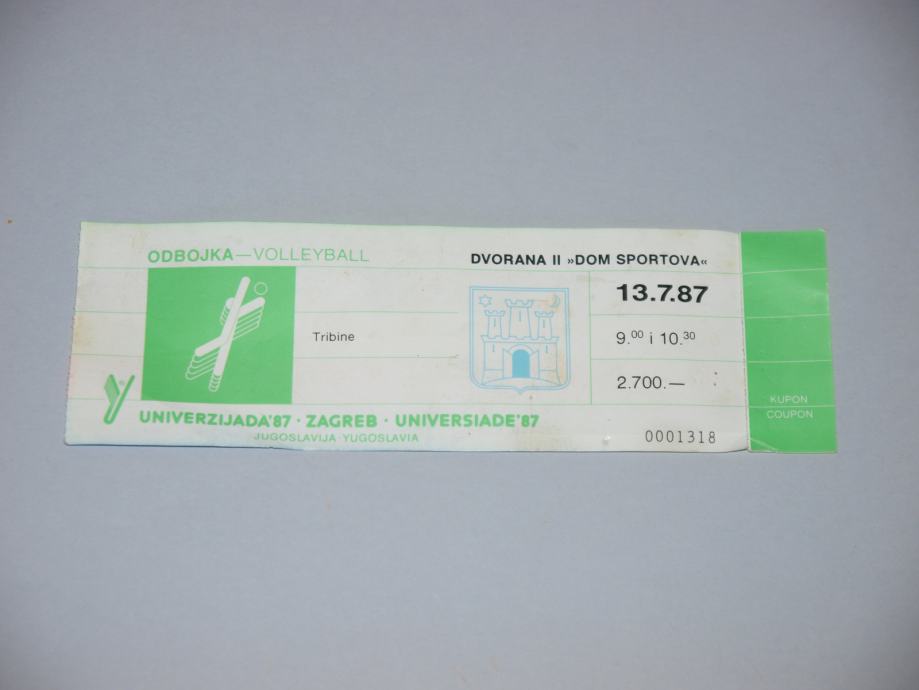 ODBOJKA—VOLLEYBALL
DVORANA II »DOM SPORTOVA«
13.7.87
Tribine
9.00 i 10.30
2.700.—
KUPON
COUPON
UNIVERZIJADA'87 · ZAGREB · UNIVERSIADE'87
JUGOSLAVIJA YUGOSLAVIA
0001318